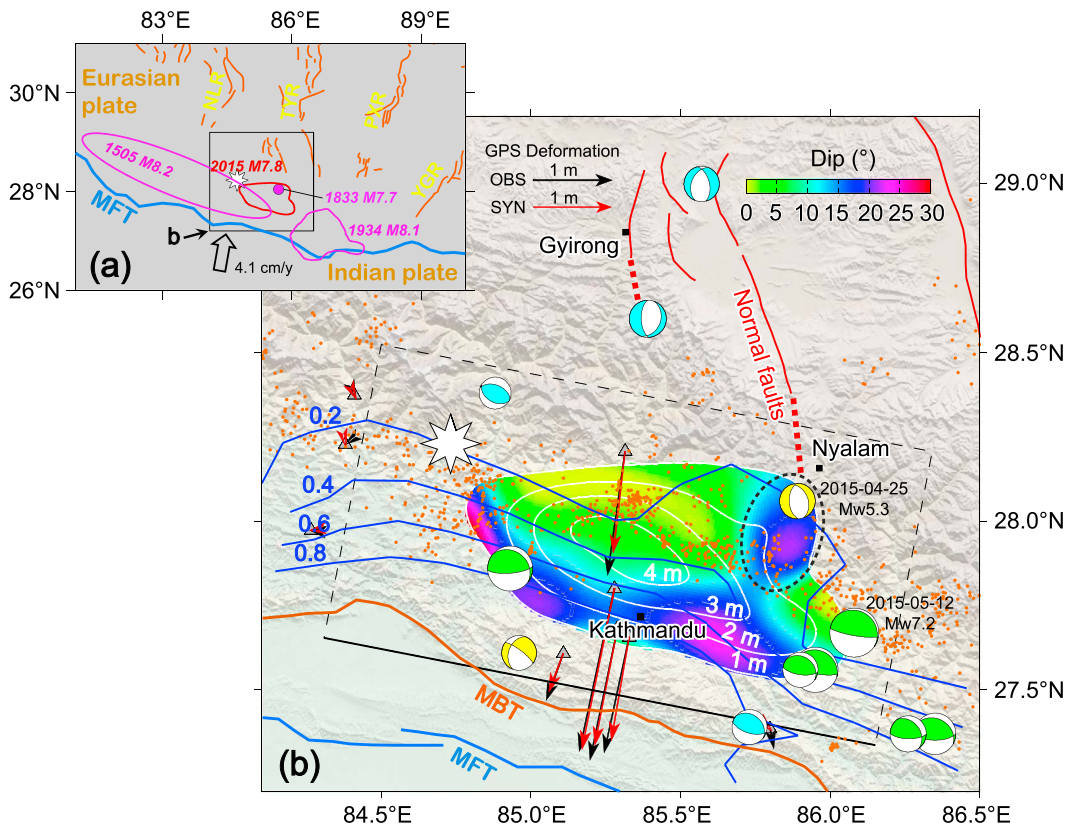 83°E
86°E
89°E
30°N
28°N
26°N
Eurasian
plate
NLR
TYR
PXR
YGR
1505 M8.2
2015 M7.8
1833 M7.7
1934 M8.1
MFT
b
4.1 cm/y
Indian plate
(a)
GPS Deformation
OBS
1 m
SYN
1 m
Dip (°)
0
5
10
15
20
25
30
Gyirong
Normal faults
Nyalam
2015-04-25
Mw5.3
2015-05-12
Mw7.2
0.2
0.4
0.6
0.8
4 m
3 m
2 m
1 m
Kathmandu
MBT
MFT
(b)
29.0°N
28.5°N
28.0°N
27.5°N
84.5°E
85.0°E
85.5°E
86.0°E
86.5°E